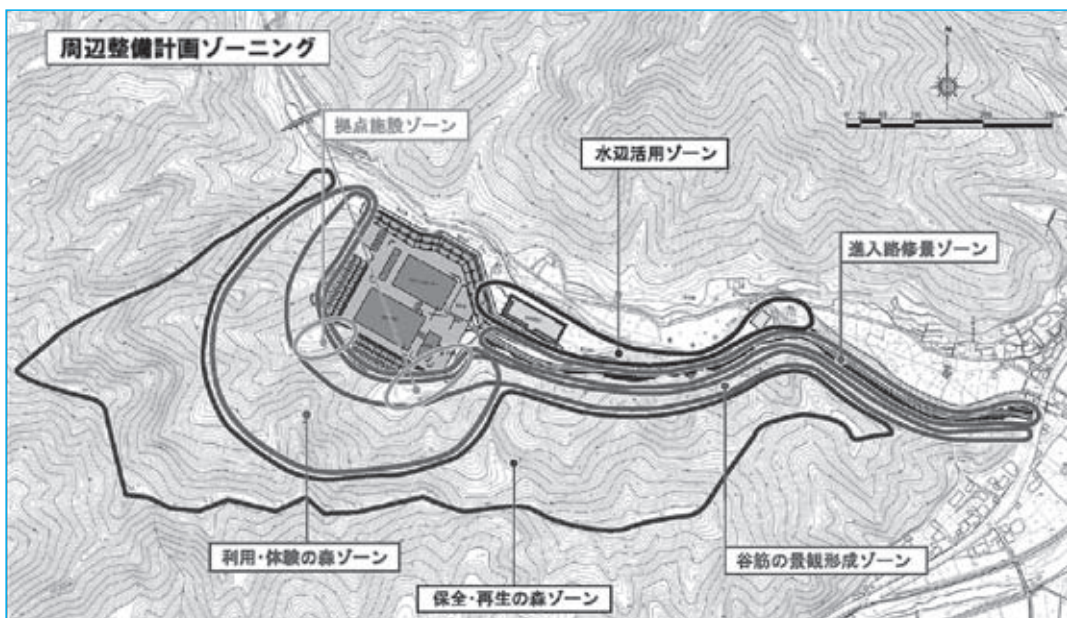 周辺整備計画ゾーニング
N
拠点施設ゾーン
水辺活用ゾーン
進入路修景ゾーン
利用・体験の森ゾーン
谷筋の景観形成ゾーン
保全・再生の森ゾーン